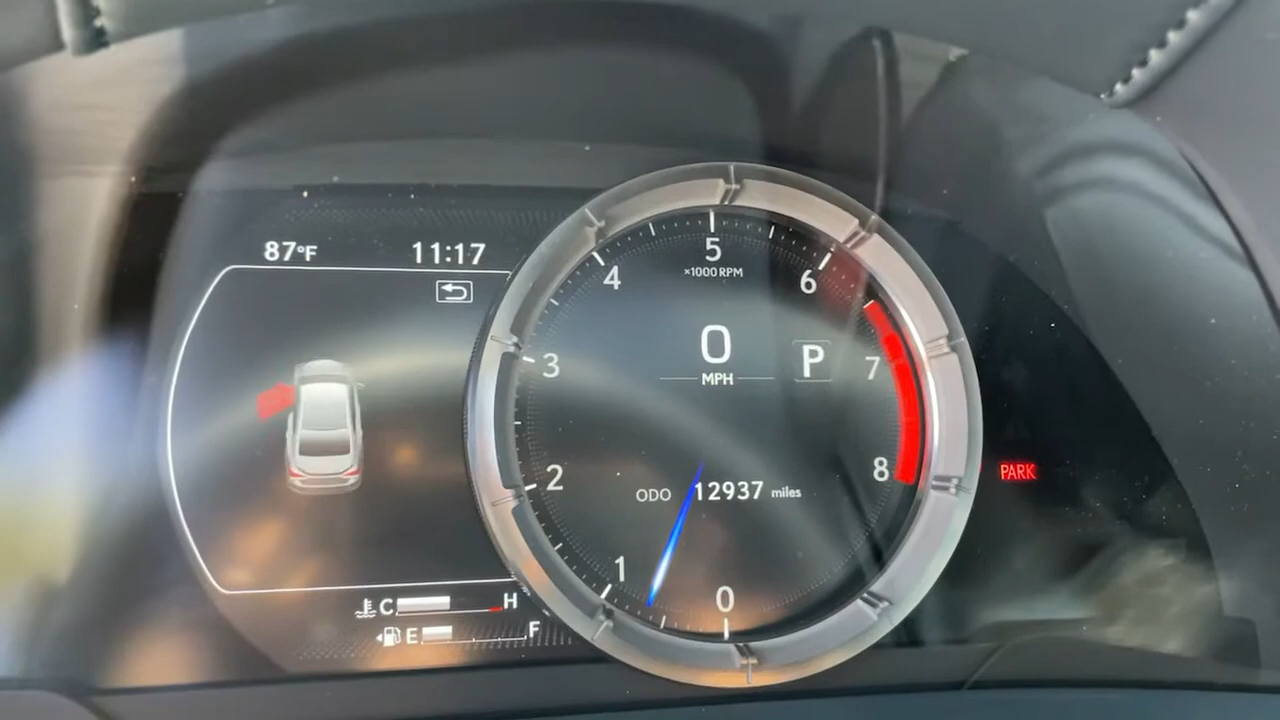 87°F 11:17
5
×1000 RPM
4 6
0
MPH
P
3 7
2 8
ODO 12937 miles
PARK
1 0
C H
E F